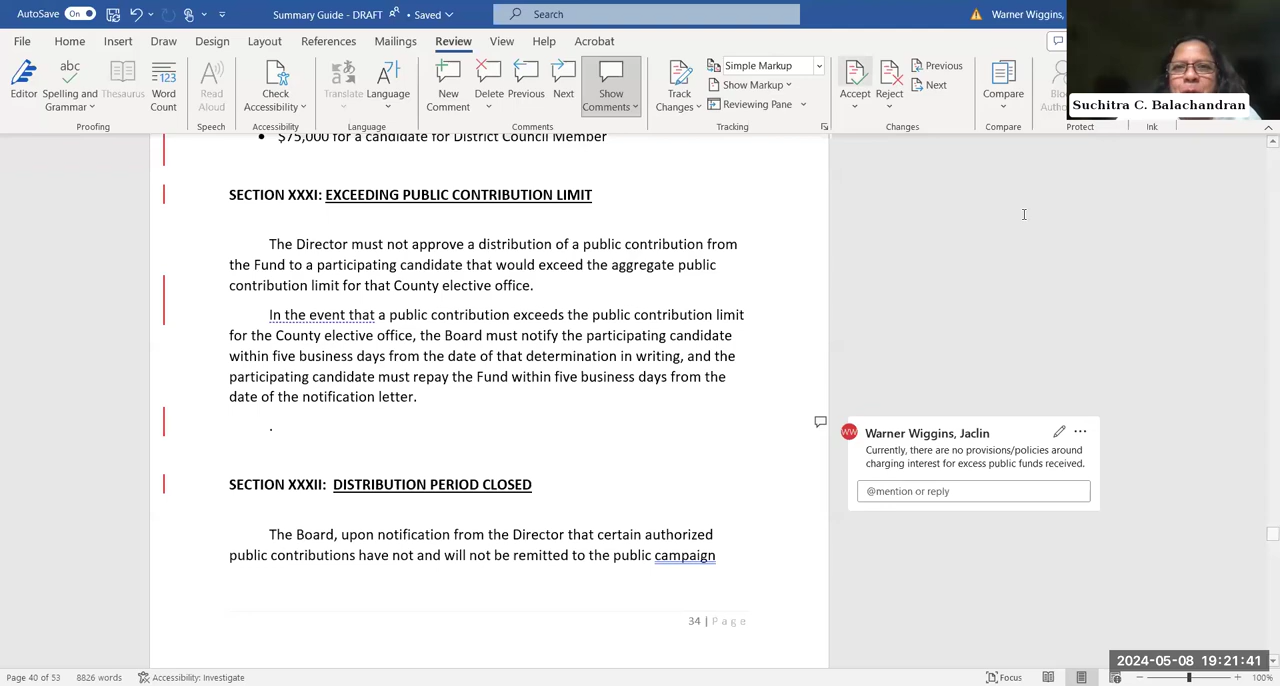 AutoSave On Summary Guide - DRAFT • Saved Search Warner Wiggins,
File Home Insert Draw Design Layout References Mailings Review View Help Acrobat
Editor
Spelling and Grammar
Thesaurus
Word Count
Proofing
Read Aloud
Speech
Check Accessibility
Accessibility
Translate
Language
Language
New Comment
Delete
Previous
Next
Show Comments
Comments
Track Changes
Simple Markup
Show Markup
Reviewing Pane
Tracking
Accept
Reject
Previous
Next
Changes
Compare
Compare
Protect
Ink
Suchitra C. Balachandran
• $75,000 for a candidate for District Council Member
SECTION XXXI: EXCEEDING PUBLIC CONTRIBUTION LIMIT
The Director must not approve a distribution of a public contribution from
the Fund to a participating candidate that would exceed the aggregate public
contribution limit for that County elective office.
In the event that a public contribution exceeds the public contribution limit
for the County elective office, the Board must notify the participating candidate
within five business days from the date of that determination in writing, and the
participating candidate must repay the Fund within five business days from the
date of the notification letter.
.
WW Warner Wiggins, Jaclin
Currently, there are no provisions/policies around
charging interest for excess public funds received.
@mention or reply
SECTION XXXII: DISTRIBUTION PERIOD CLOSED
The Board, upon notification from the Director that certain authorized
public contributions have not and will not be remitted to the public campaign
34 | Page
2024-05-08 19:21:41
Page 40 of 53 8826 words Accessibility: Investigate Focus 100%